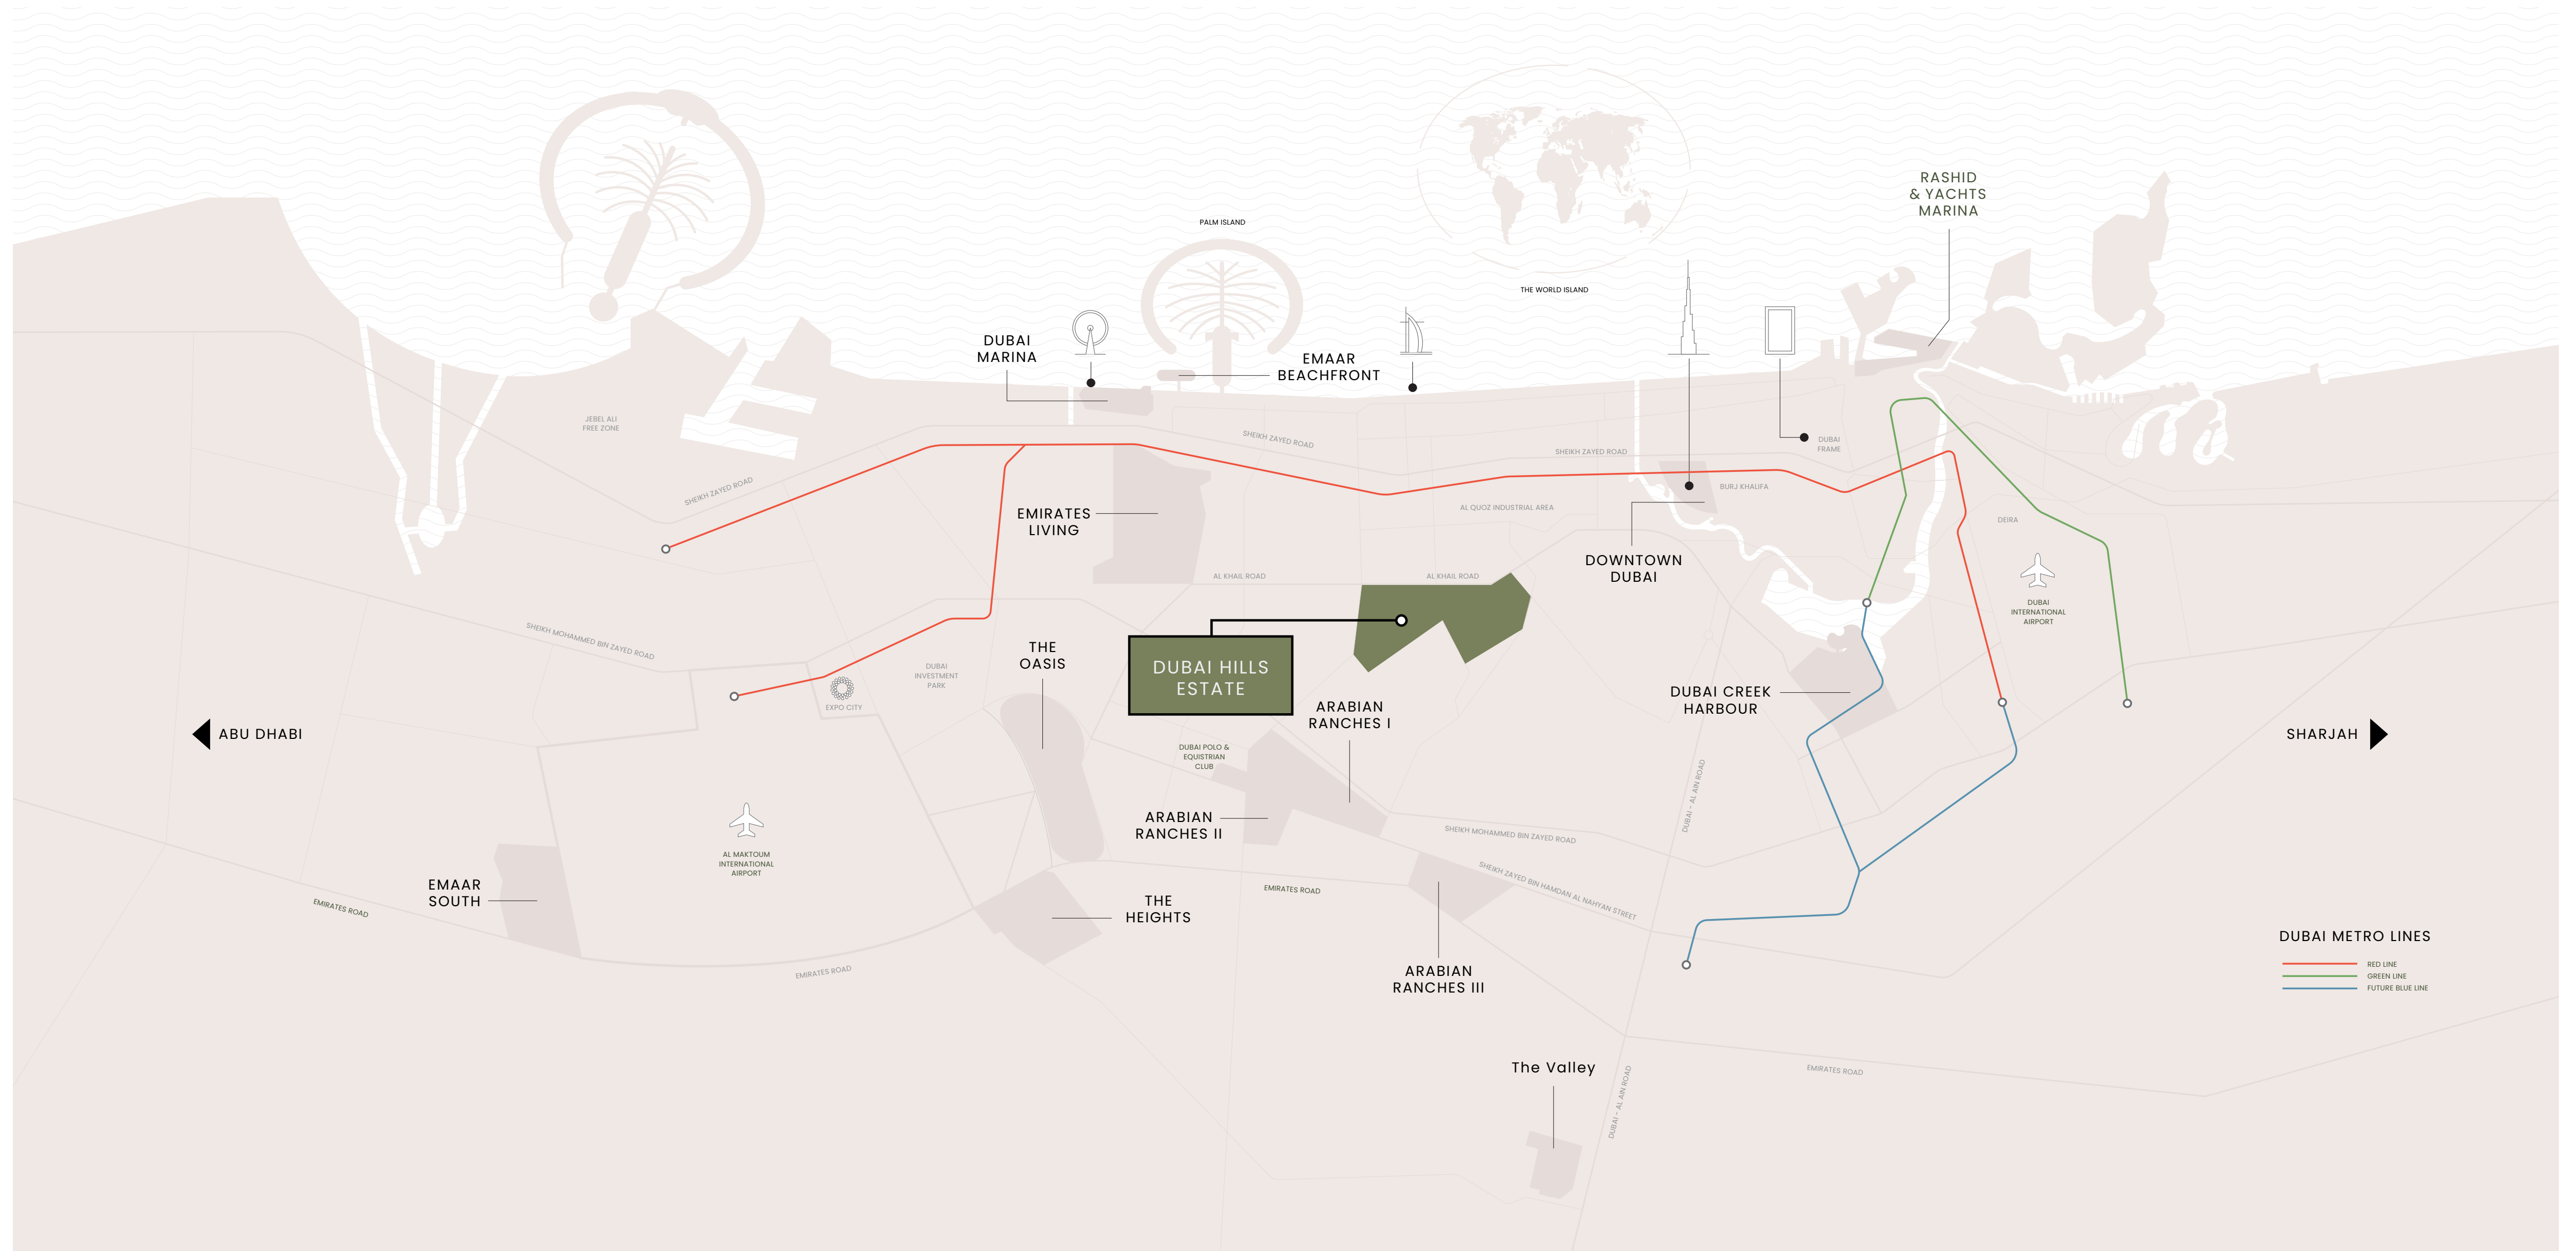 RASHID
& YACHTS
MARINA
PALM ISLAND
THE WORLD ISLAND
DUBAI
MARINA
EMAAR
BEACHFRONT
JEBEL ALI
FREE ZONE
SHEIKH ZAYED ROAD
SHEIKH ZAYED ROAD
SHEIKH ZAYED ROAD
DUBAI
FRAME
BURJ KHALIFA
AL QUOZ INDUSTRIAL AREA
EMIRATES
LIVING
DEIRA
DOWNTOWN
DUBAI
AL KHAIL ROAD
AL KHAIL ROAD
DUBAI
INTERNATIONAL
AIRPORT
SHEIKH MOHAMMED BIN ZAYED ROAD
THE
OASIS
DUBAI
INVESTMENT
PARK
DUBAI HILLS
ESTATE
EXPO CITY
DUBAI CREEK
HARBOUR
ARABIAN
RANCHES I
ABU DHABI
SHARJAH
DUBAI POLO &
EQUESTRIAN
CLUB
DUBAI - AL AIN ROAD
ARABIAN
RANCHES II
SHEIKH MOHAMMED BIN ZAYED ROAD
AL MAKTOUM
INTERNATIONAL
AIRPORT
SHEIKH ZAYED BIN HAMDAN AL NAHYAN STREET
EMAAR
SOUTH
EMIRATES ROAD
EMIRATES ROAD
THE
HEIGHTS
EMIRATES ROAD
ARABIAN
RANCHES III
DUBAI METRO LINES
RED LINE
GREEN LINE
FUTURE BLUE LINE
The Valley
EMIRATES ROAD
DUBAI - AL AIN ROAD